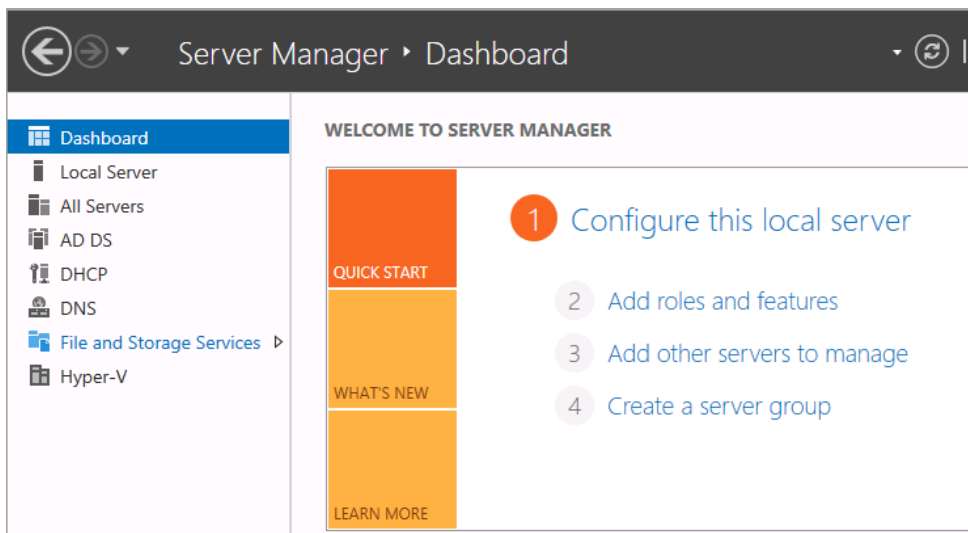 Server Manager ‣ Dashboard
Dashboard
Local Server
All Servers
AD DS
DHCP
DNS
File and Storage Services
Hyper-V
WELCOME TO SERVER MANAGER
QUICK START
WHAT'S NEW
LEARN MORE
1 Configure this local server
2 Add roles and features
3 Add other servers to manage
4 Create a server group